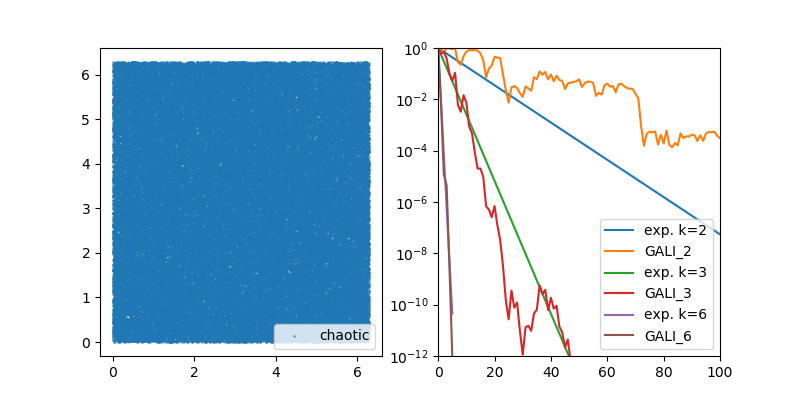 6
5
4
3
2
1
0
0 2 4 6
chaotic
10^0
10^-2
10^-4
10^-6
10^-8
10^-10
10^-12
0 20 40 60 80 100
exp. k=2
GALI_2
exp. k=3
GALI_3
exp. k=6
GALI_6